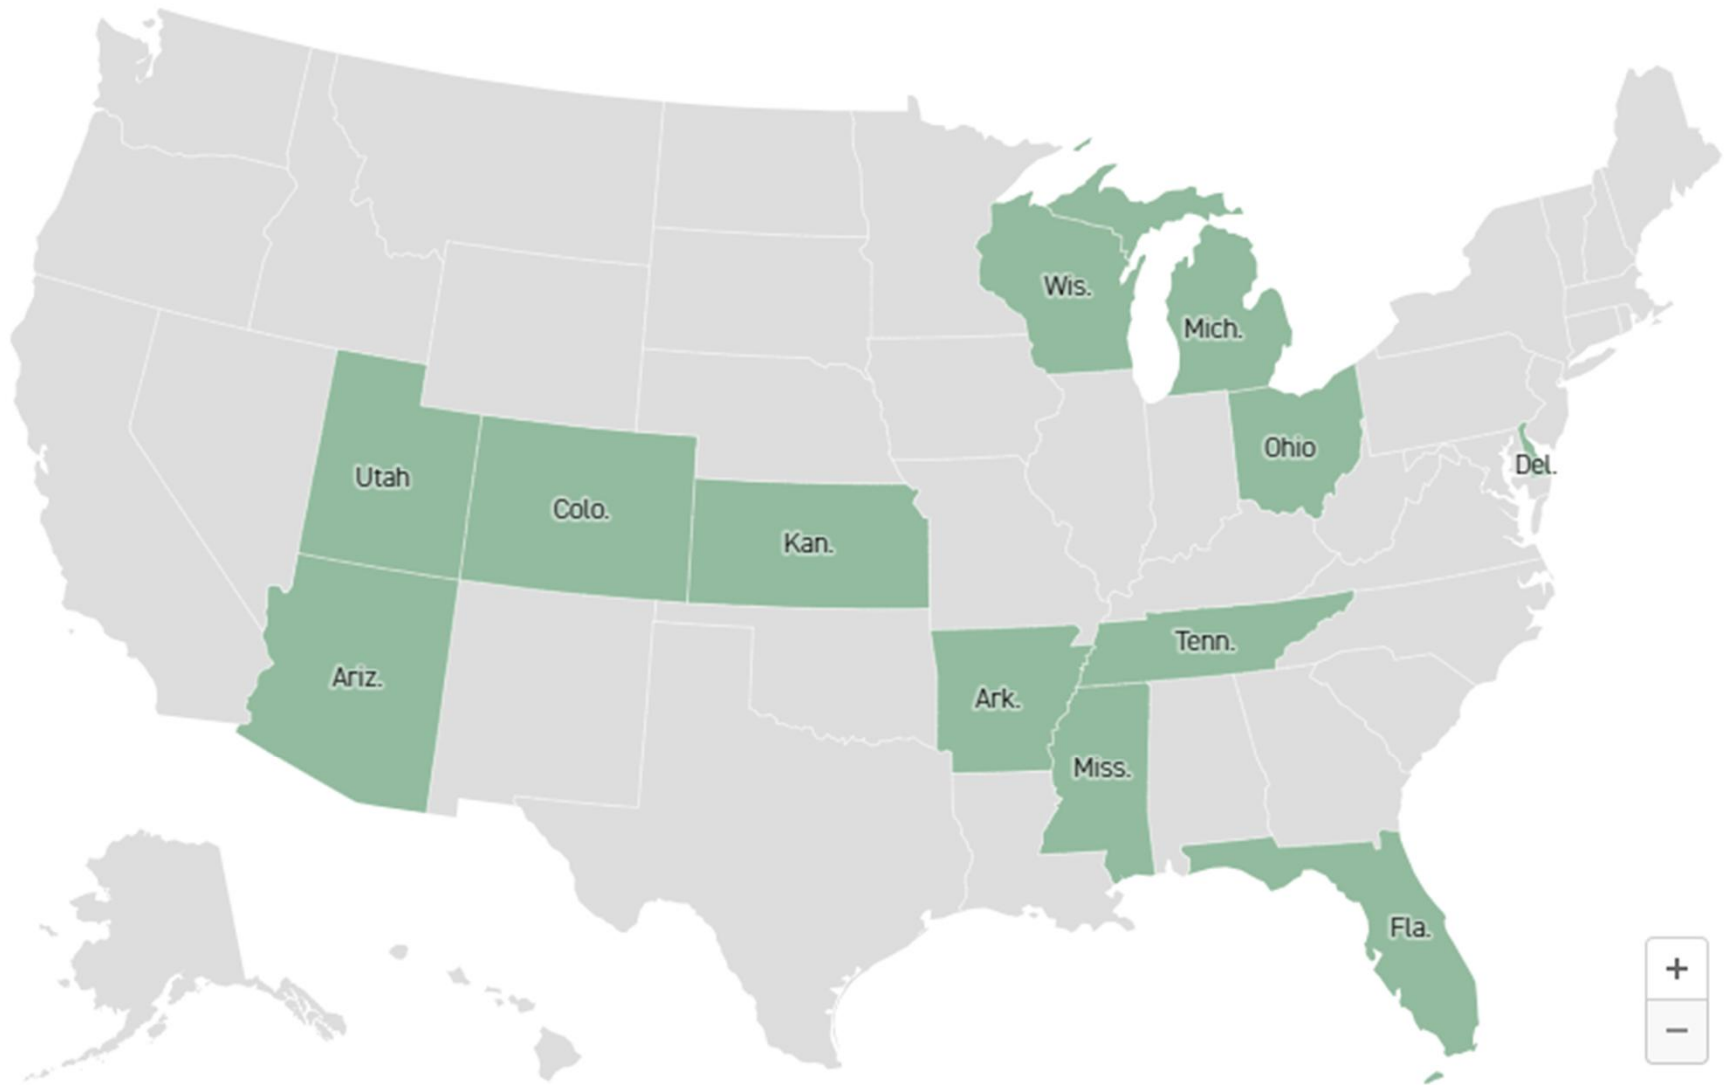 Wis.
Mich.
Ohio
Del.
Utah
Colo.
Kan.
Tenn.
Ariz.
Ark.
Miss.
Fla.
+
−